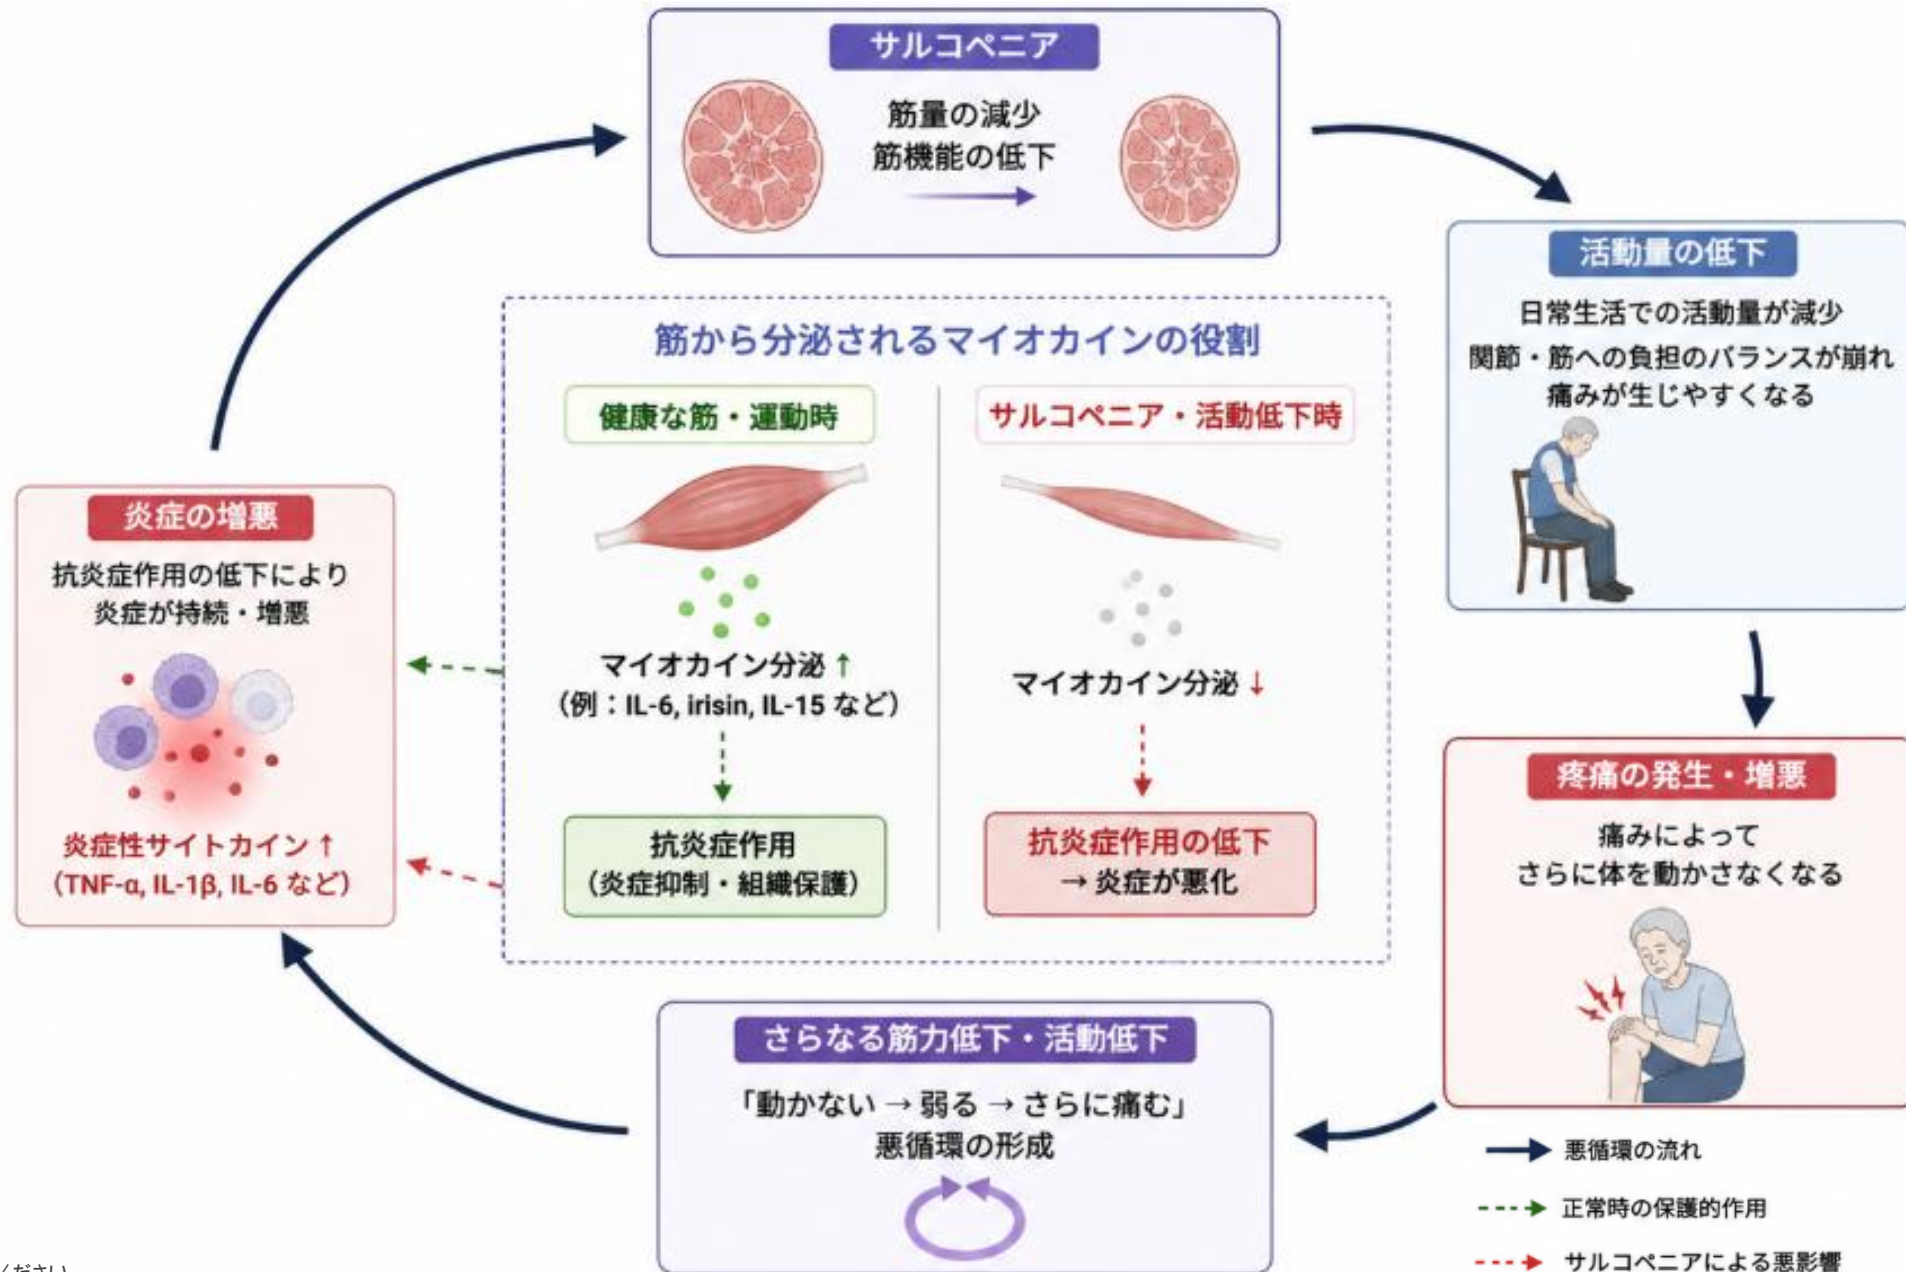 サルコペニア
筋量の減少
筋機能の低下
活動量の低下
日常生活での活動量が減少
関節・筋への負担のバランスが崩れ
痛みが生じやすくなる
筋から分泌されるマイオカインの役割
健康な筋・運動時
マイオカイン分泌 ↑
（例：IL-6, irisin, IL-15 など）
抗炎症作用
（炎症抑制・組織保護）
サルコペニア・活動低下時
マイオカイン分泌 ↓
抗炎症作用の低下
→ 炎症が悪化
炎症の増悪
抗炎症作用の低下により
炎症が持続・増悪
炎症性サイトカイン ↑
（TNF-α, IL-1β, IL-6 など）
疼痛の発生・増悪
痛みによって
さらに体を動かさなくなる
さらなる筋力低下・活動低下
「動かない → 弱る → さらに痛む」
悪循環の形成
悪循環の流れ
正常時の保護的作用
サルコペニアによる悪影響
ください